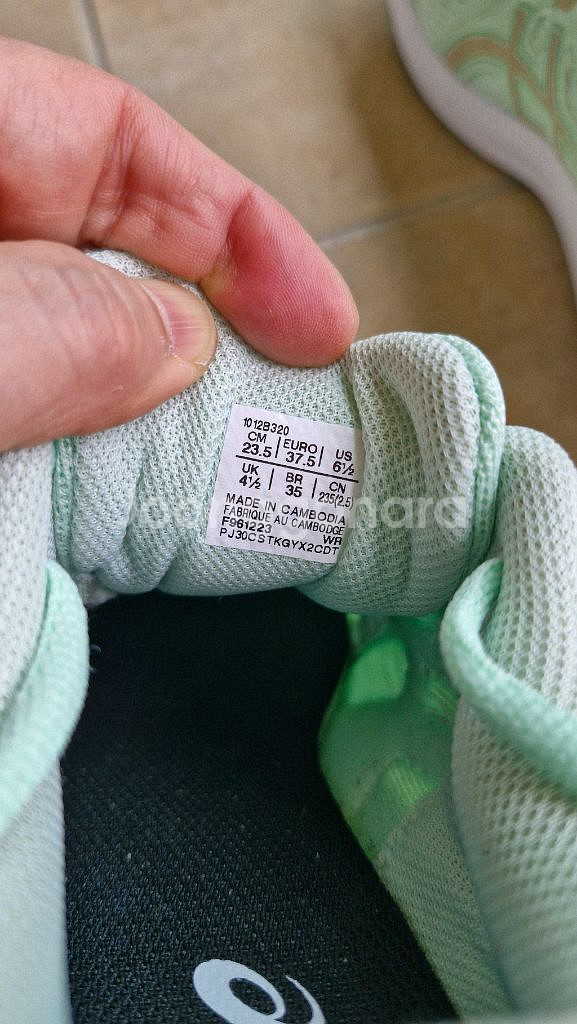 1012B320
CM EURO US
23.5 37.5 6½
UK BR CN
4½ 35 235(2.5)
MADE IN CAMBODIA
FABRIQUE AU CAMBODGE
F961223 WR
PJ30CSTKGYX2CDT